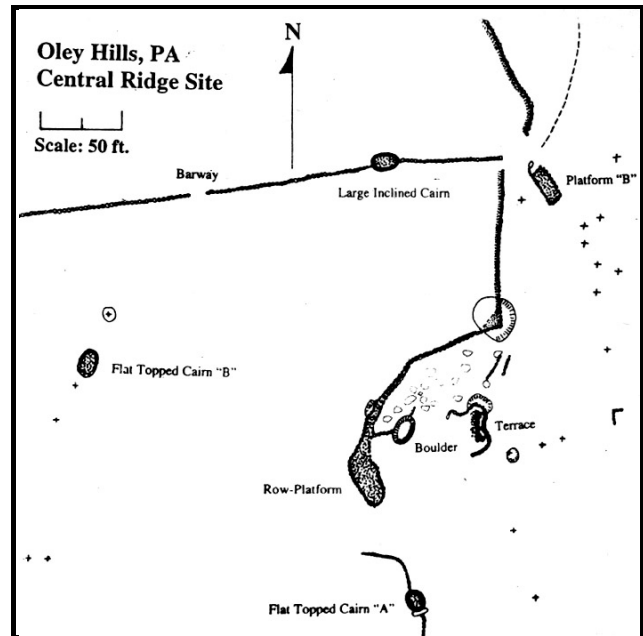 Oley Hills, PA
Central Ridge Site
N
Scale: 50 ft.
Barway
Large Inclined Cairn
Platform "B"
Flat Topped Cairn "B"
Terrace
Boulder
Row-Platform
Flat Topped Cairn "A"